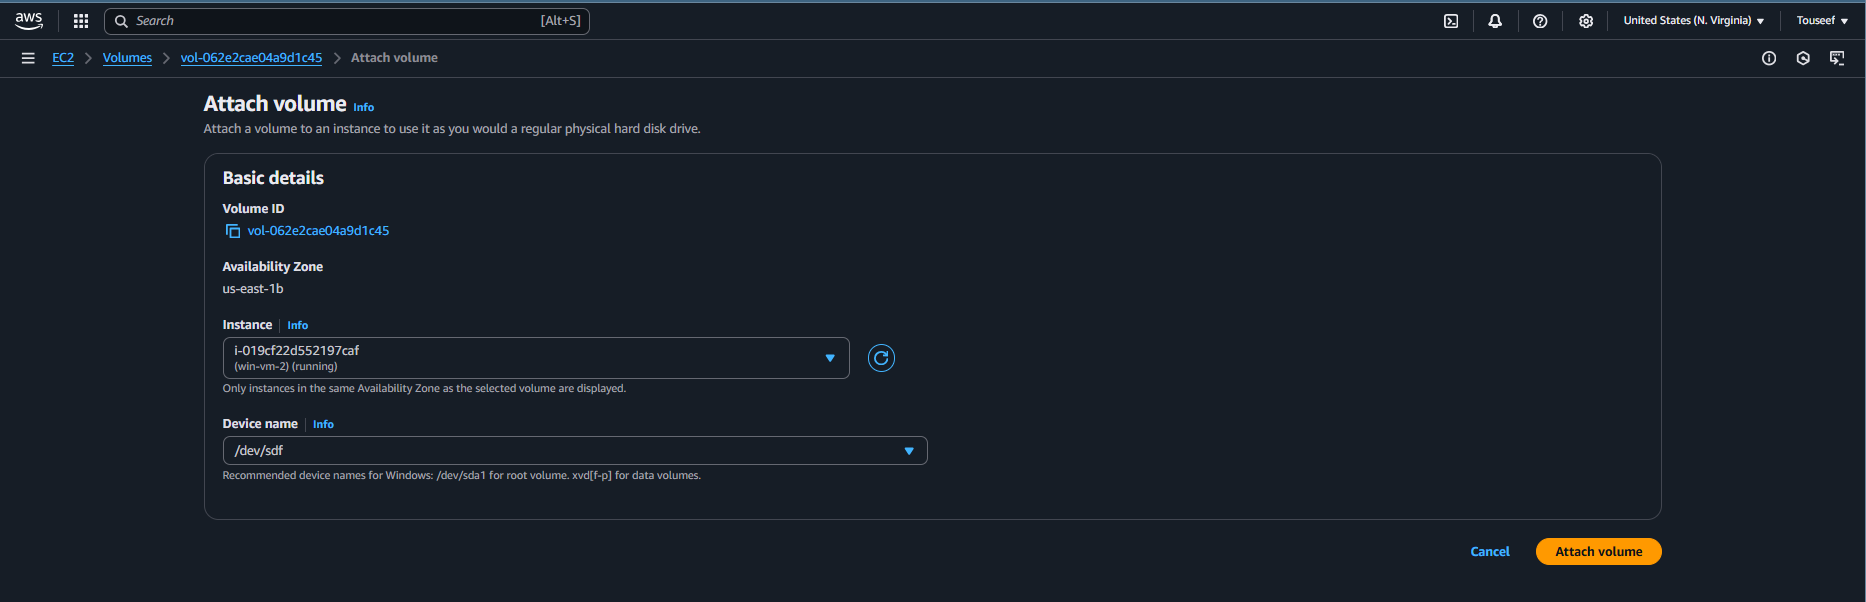 aws
Search [Alt+S]
United States (N. Virginia)
Touseef
EC2 > Volumes > vol-062e2cae04a9d1c45 > Attach volume
Attach volume Info
Attach a volume to an instance to use it as you would a regular physical hard disk drive.
Basic details
Volume ID
vol-062e2cae04a9d1c45
Availability Zone
us-east-1b
Instance | Info
i-019cf22d552197caf
(win-vm-2) (running)
Only instances in the same Availability Zone as the selected volume are displayed.
Device name | Info
/dev/sdf
Recommended device names for Windows: /dev/sda1 for root volume. xvd[f-p] for data volumes.
Cancel
Attach volume